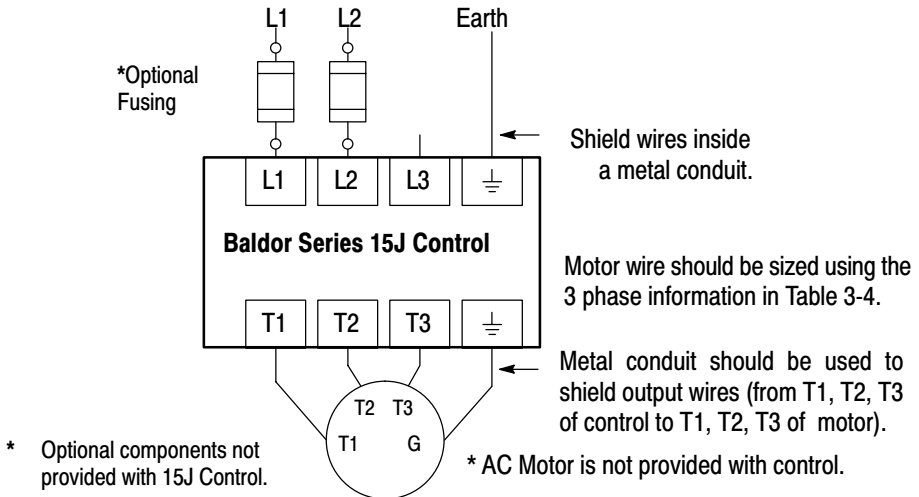 L1 L2 Earth
*Optional
Fusing
Shield wires inside
a metal conduit.
L1 L2 L3
Baldor Series 15J Control
Motor wire should be sized using the
3 phase information in Table 3-4.
T1 T2 T3
Metal conduit should be used to
shield output wires (from T1, T2, T3
of control to T1, T2, T3 of motor).
T2 T3
T1 G
* Optional components not
provided with 15J Control.
* AC Motor is not provided with control.